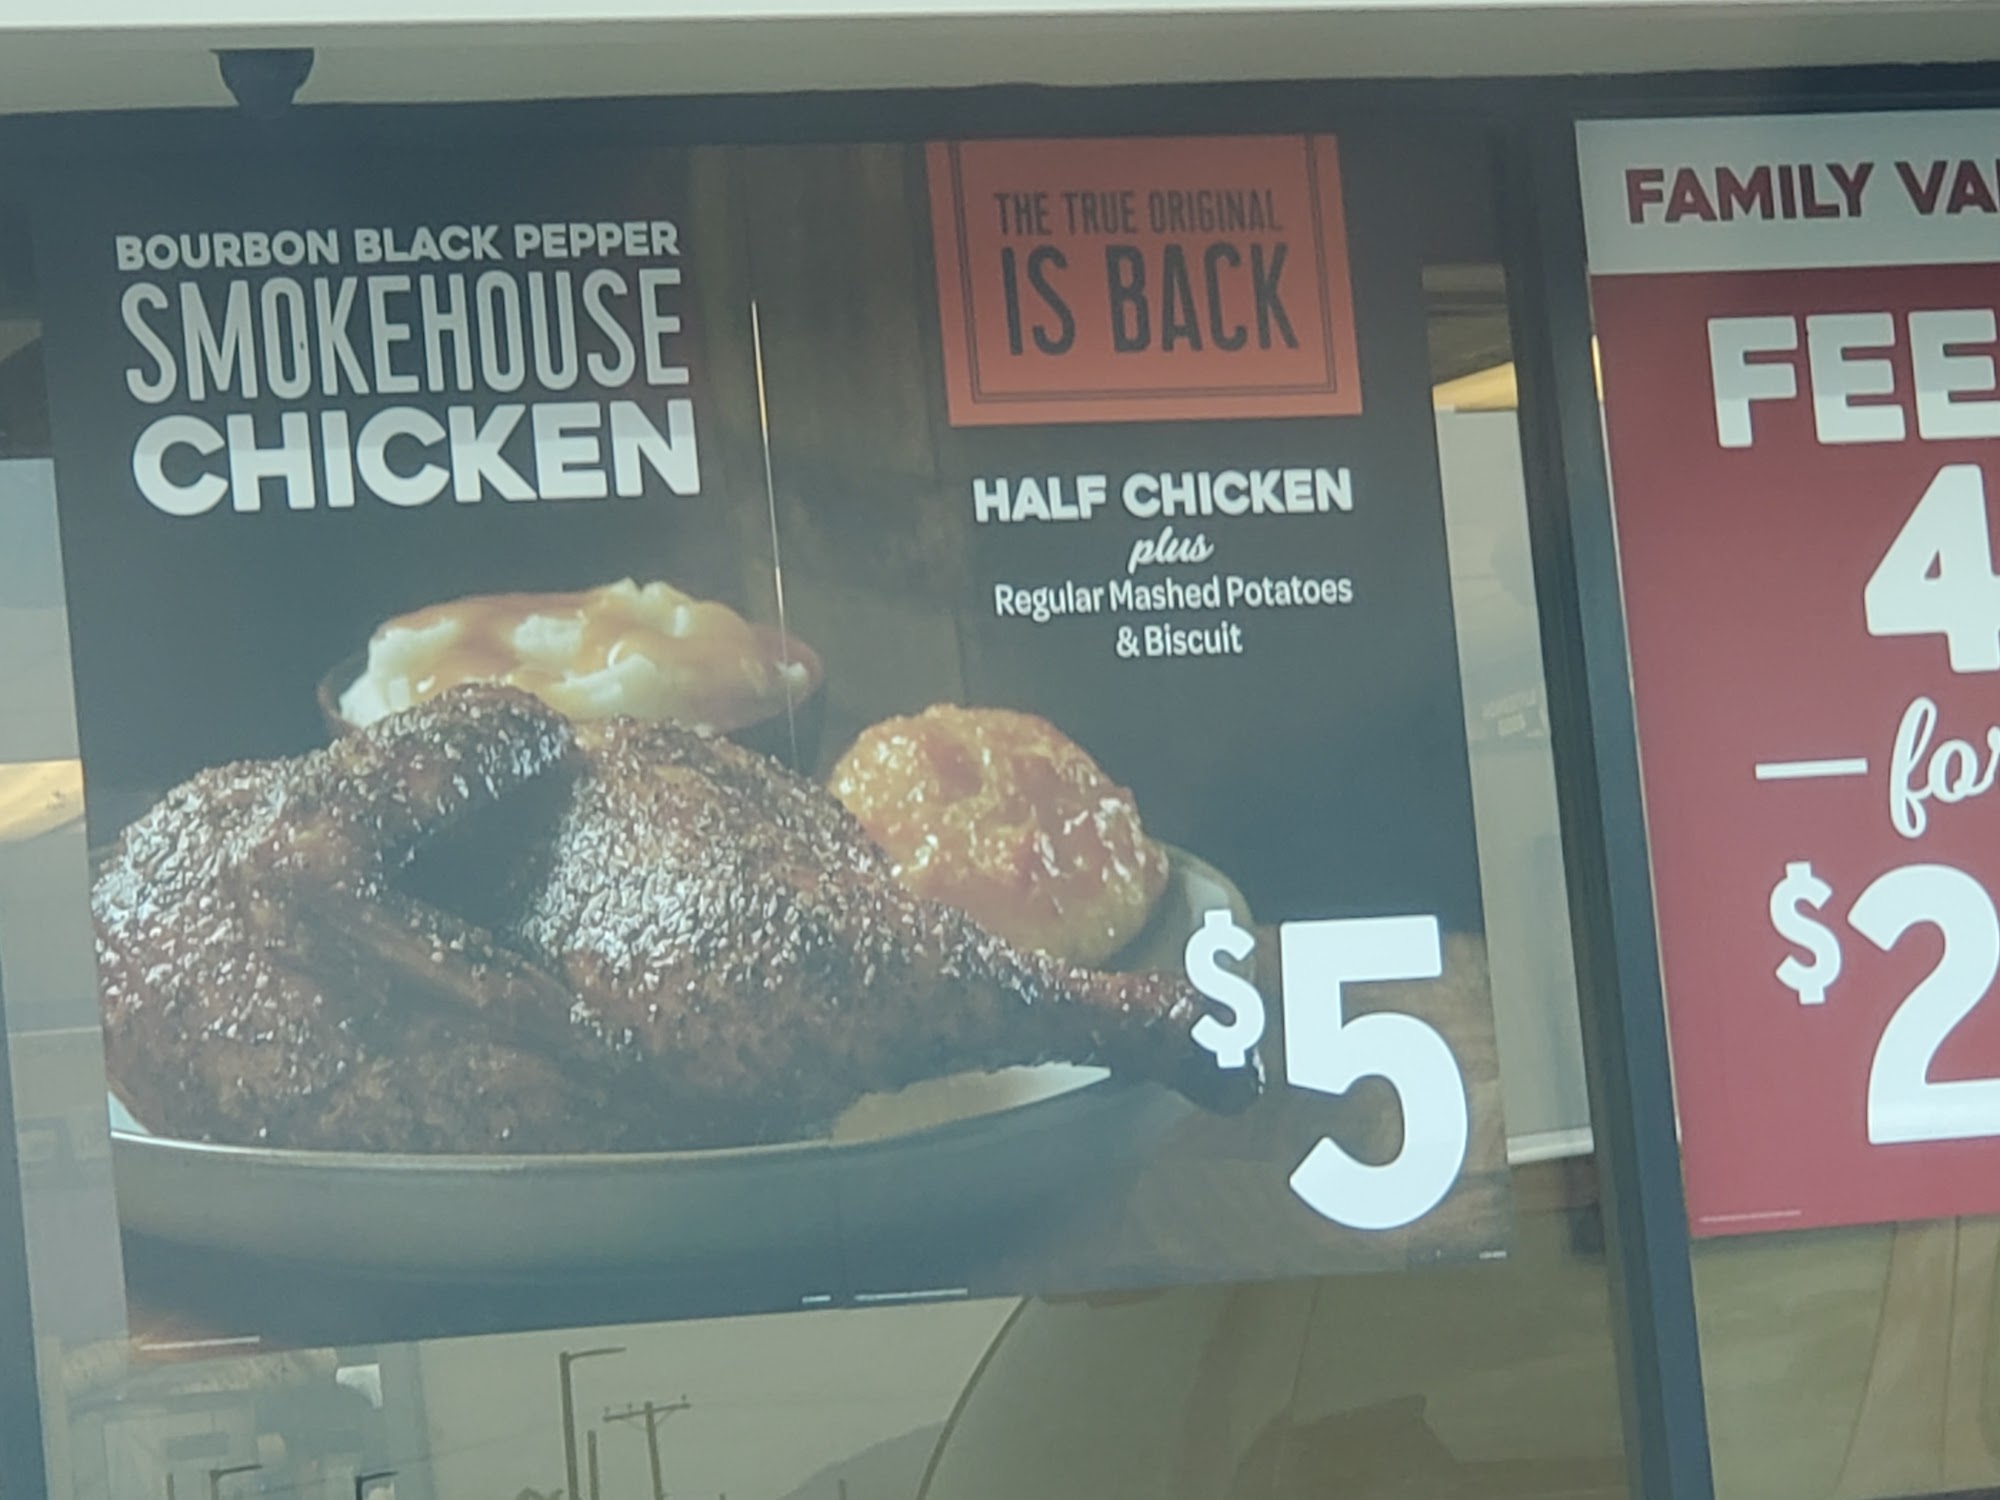 BOURBON BLACK PEPPER
SMOKEHOUSE
CHICKEN
THE TRUE ORIGINAL
IS BACK
HALF CHICKEN
plus
Regular Mashed Potatoes
& Biscuit
$5
FAMILY
FEE
4
for
$2